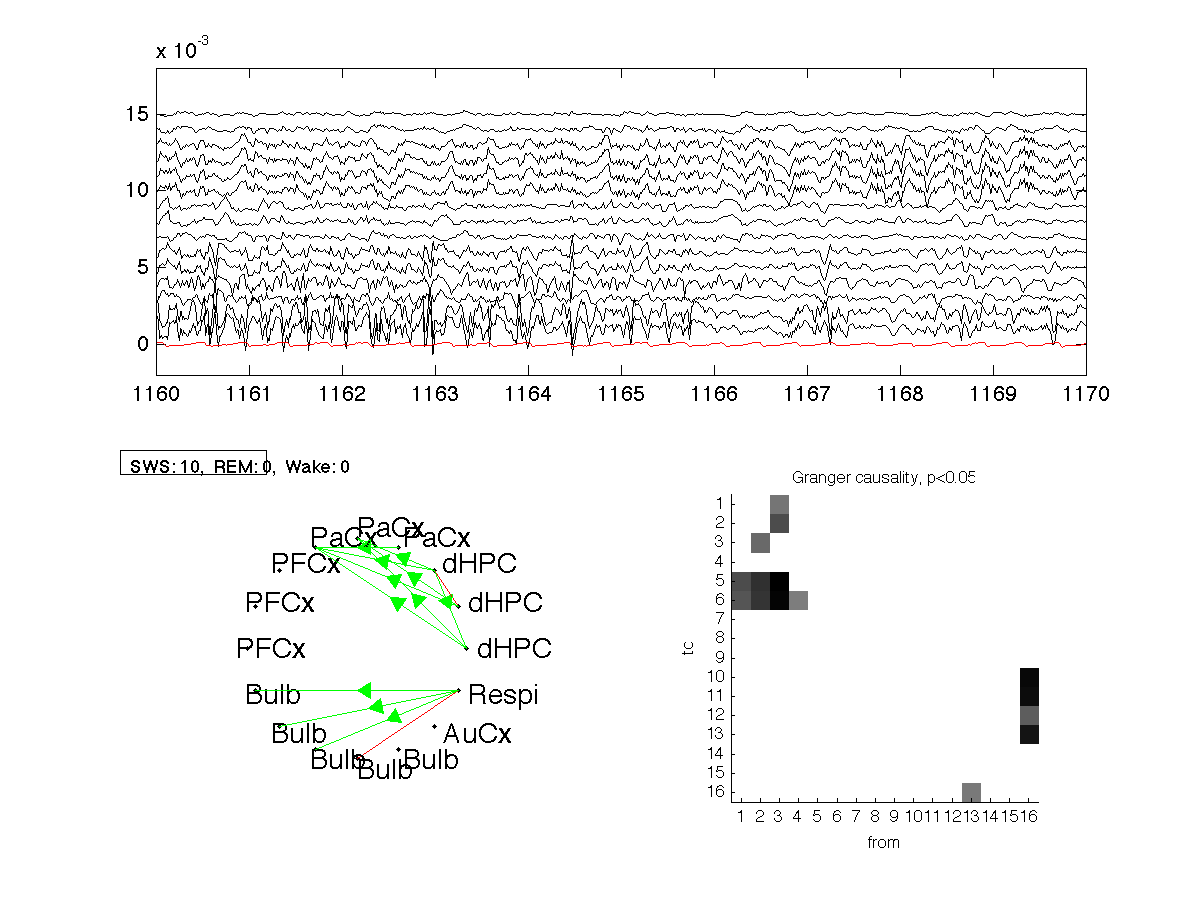 x 10-3
15
10
5
0
1160 1161 1162 1163 1164 1165 1166 1167 1168 1169 1170
SWS:10, REM:0, Wake:0
PaCx
PaCx PaCx
PFCx dHPC
PFCx dHPC
PFCx dHPC
Bulb Respi
Bulb AuCx
Bulb Bulb
Bulb
Granger causality, p<0.05
1
2
3
4
5
6
7
8
9
10
11
12
13
14
15
16
to
1 2 3 4 5 6 7 8 9 10 11 12 13 14 15 16
from